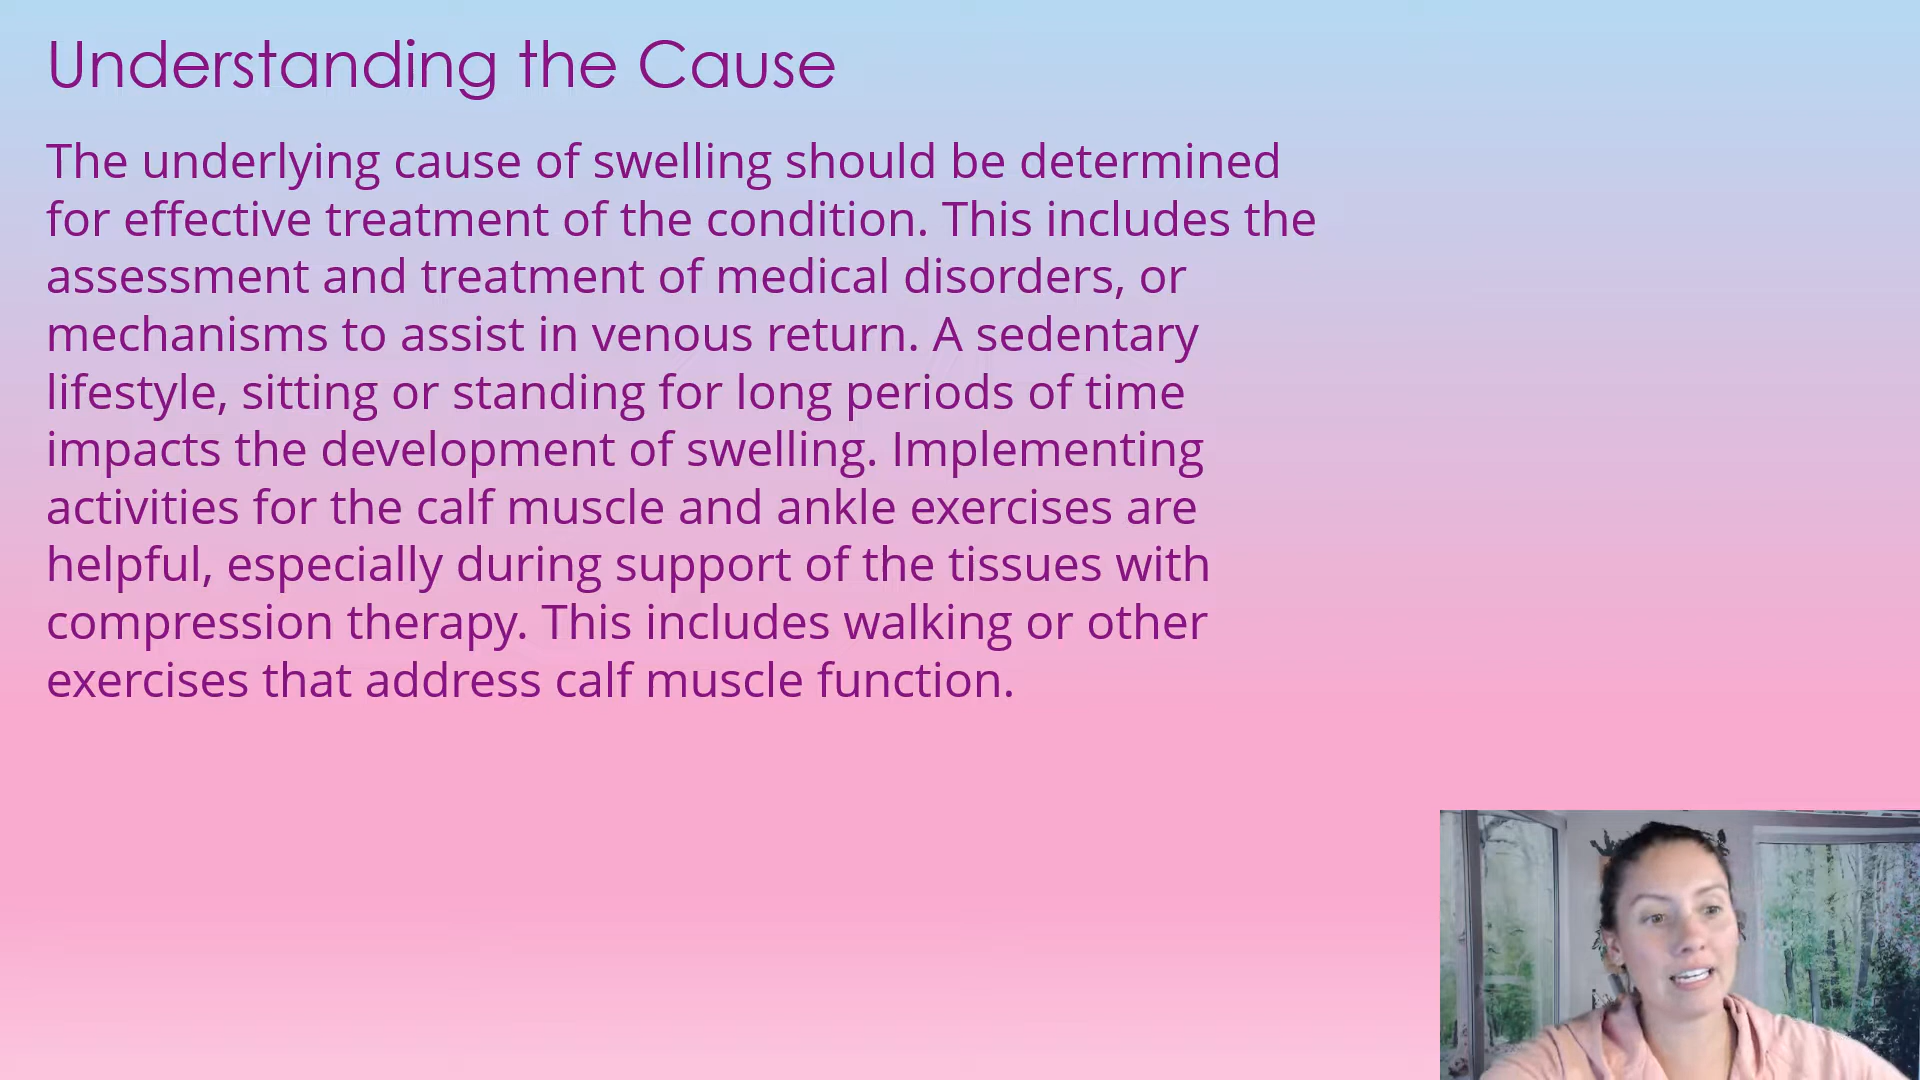 Understanding the Cause
The underlying cause of swelling should be determined
for effective treatment of the condition. This includes the
assessment and treatment of medical disorders, or
mechanisms to assist in venous return. A sedentary
lifestyle, sitting or standing for long periods of time
impacts the development of swelling. Implementing
activities for the calf muscle and ankle exercises are
helpful, especially during support of the tissues with
compression therapy. This includes walking or other
exercises that address calf muscle function.